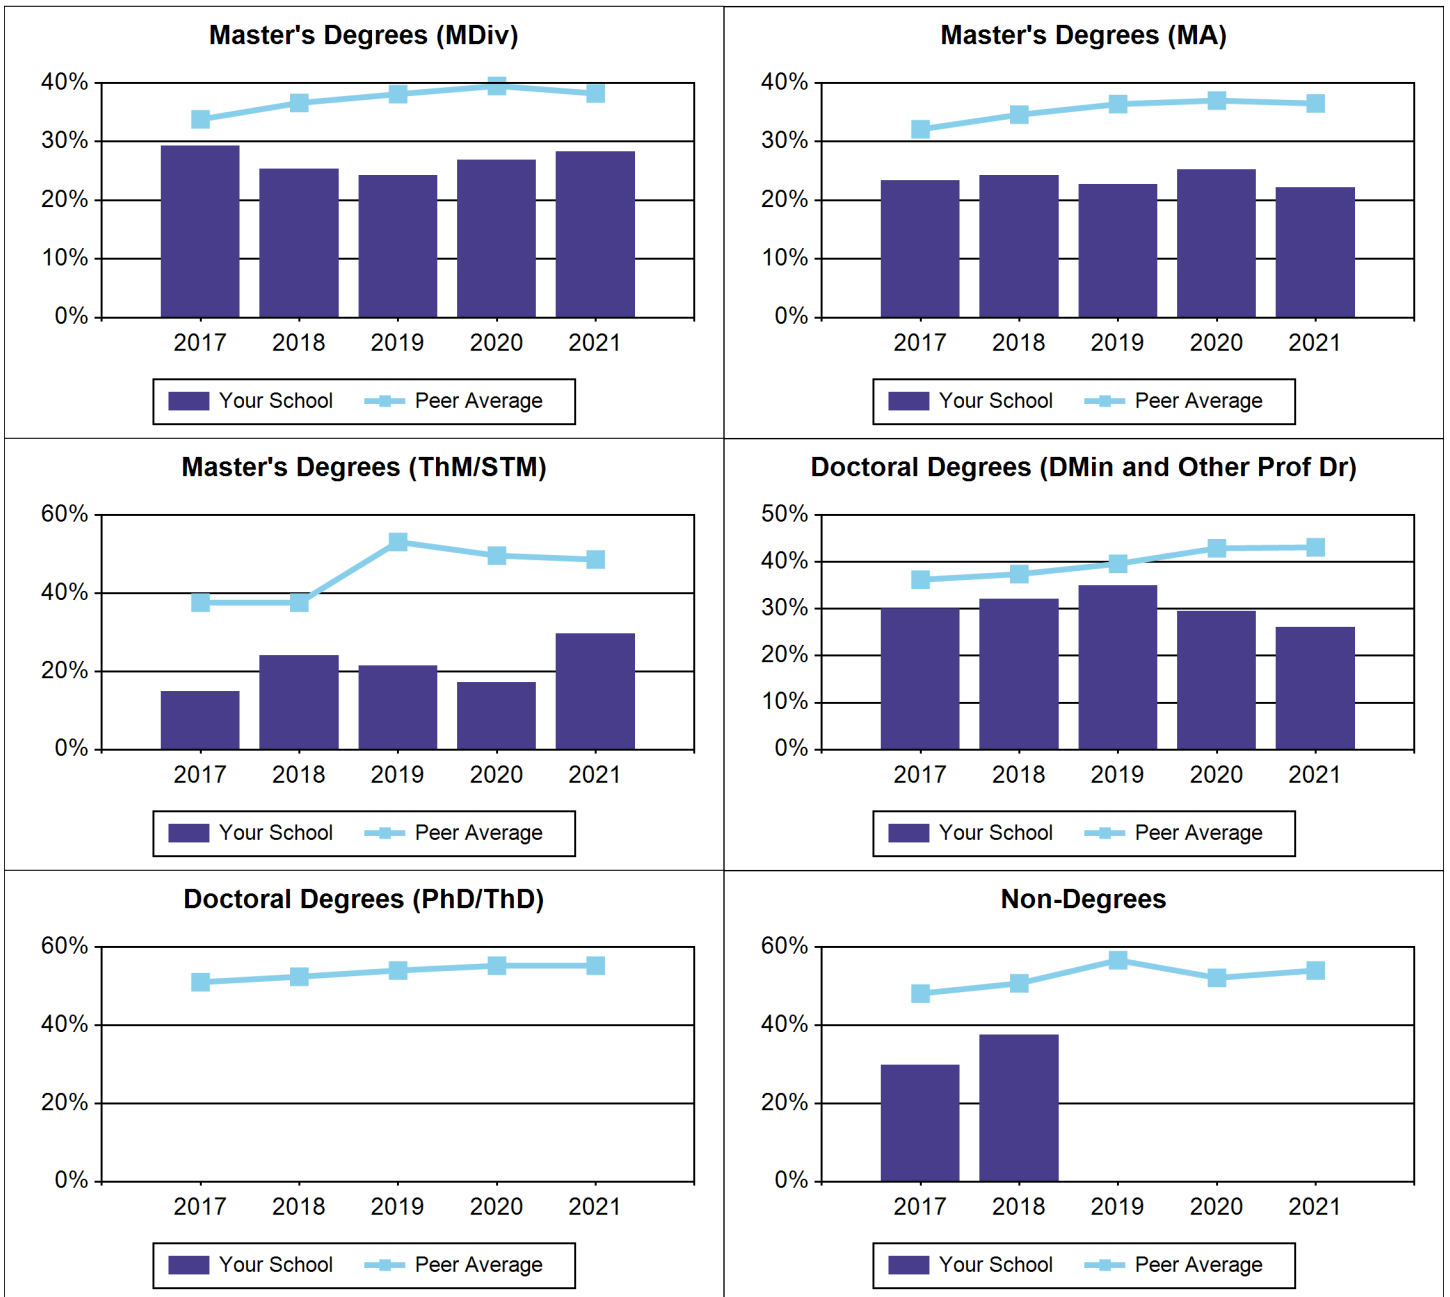 Master's Degrees (MDiv)
40%
30%
20%
10%
0%
2017 2018 2019 2020 2021
Your School Peer Average
Master's Degrees (MA)
40%
30%
20%
10%
0%
2017 2018 2019 2020 2021
Your School Peer Average
Master's Degrees (ThM/STM)
60%
40%
20%
0%
2017 2018 2019 2020 2021
Your School Peer Average
Doctoral Degrees (DMin and Other Prof Dr)
50%
40%
30%
20%
10%
0%
2017 2018 2019 2020 2021
Your School Peer Average
Doctoral Degrees (PhD/ThD)
60%
40%
20%
0%
2017 2018 2019 2020 2021
Your School Peer Average
Non-Degrees
60%
40%
20%
0%
2017 2018 2019 2020 2021
Your School Peer Average